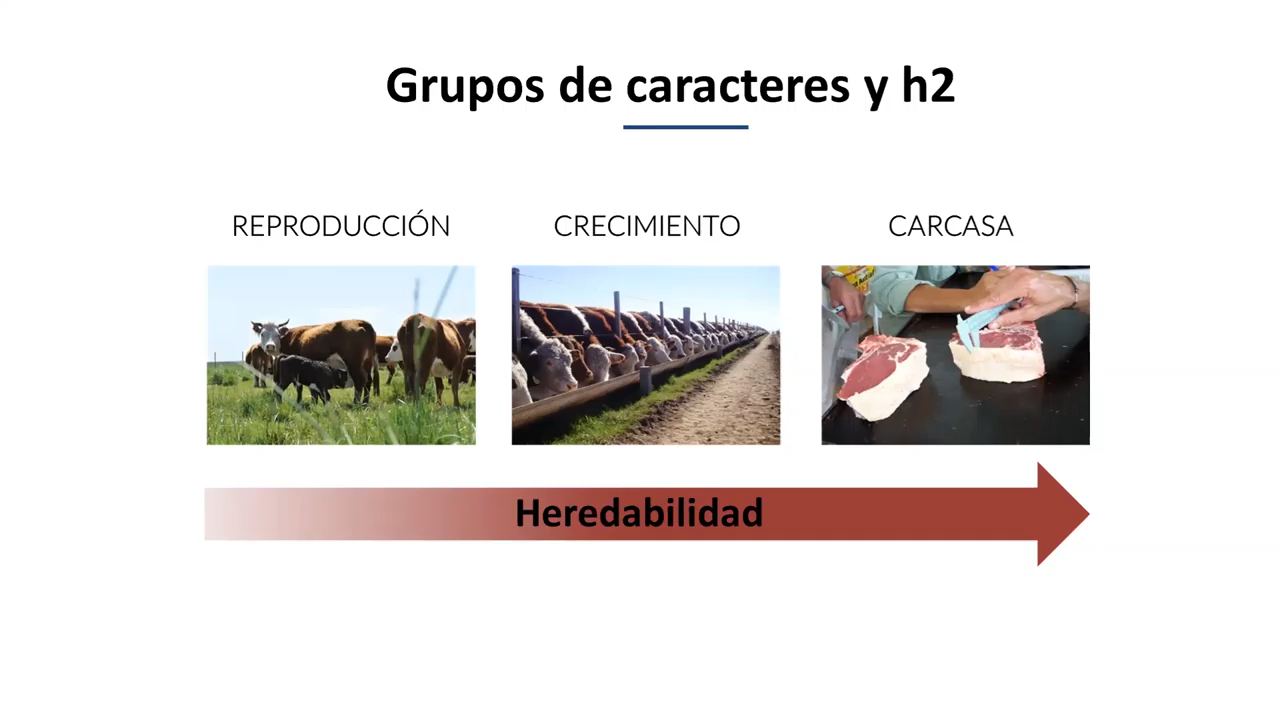 Grupos de caracteres y h2
REPRODUCCIÓN
CRECIMIENTO
CARCASA
Heredabilidad